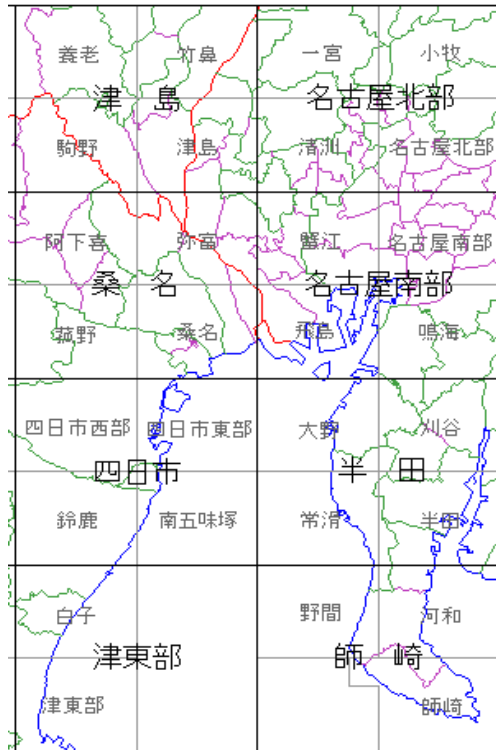 養老 竹鼻 一宮 小牧
津 島 名古屋北部
駒野 津島 清洲 名古屋北部
阿下喜 弥富 蟹江 名古屋南部
桑 名 名古屋南部
菰野 桑名 飛島 鳴海
四日市西部 四日市東部 大野 刈谷
四日市 半 田
鈴鹿 南五味塚 常滑 半田
白子 野間 河和
津東部 師 崎
津東部 師崎